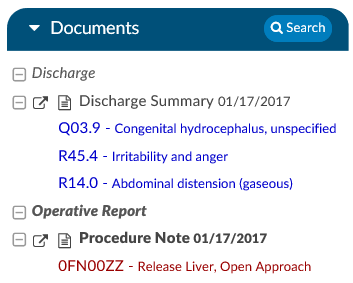 Documents
Search
Discharge
Discharge Summary 01/17/2017
Q03.9 - Congenital hydrocephalus, unspecified
R45.4 - Irritability and anger
R14.0 - Abdominal distension (gaseous)
Operative Report
Procedure Note 01/17/2017
0FN00ZZ - Release Liver, Open Approach